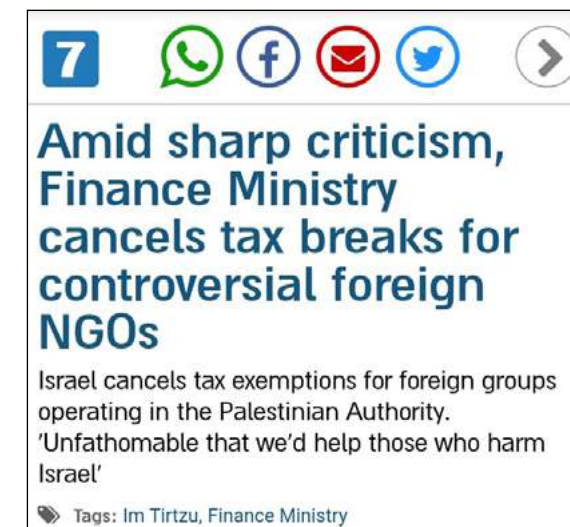 7
Amid sharp criticism,
Finance Ministry
cancels tax breaks for
controversial foreign
NGOs
Israel cancels tax exemptions for foreign groups
operating in the Palestinian Authority.
'Unfathomable that we'd help those who harm
Israel'
Tags: Im Tirtzu, Finance Ministry